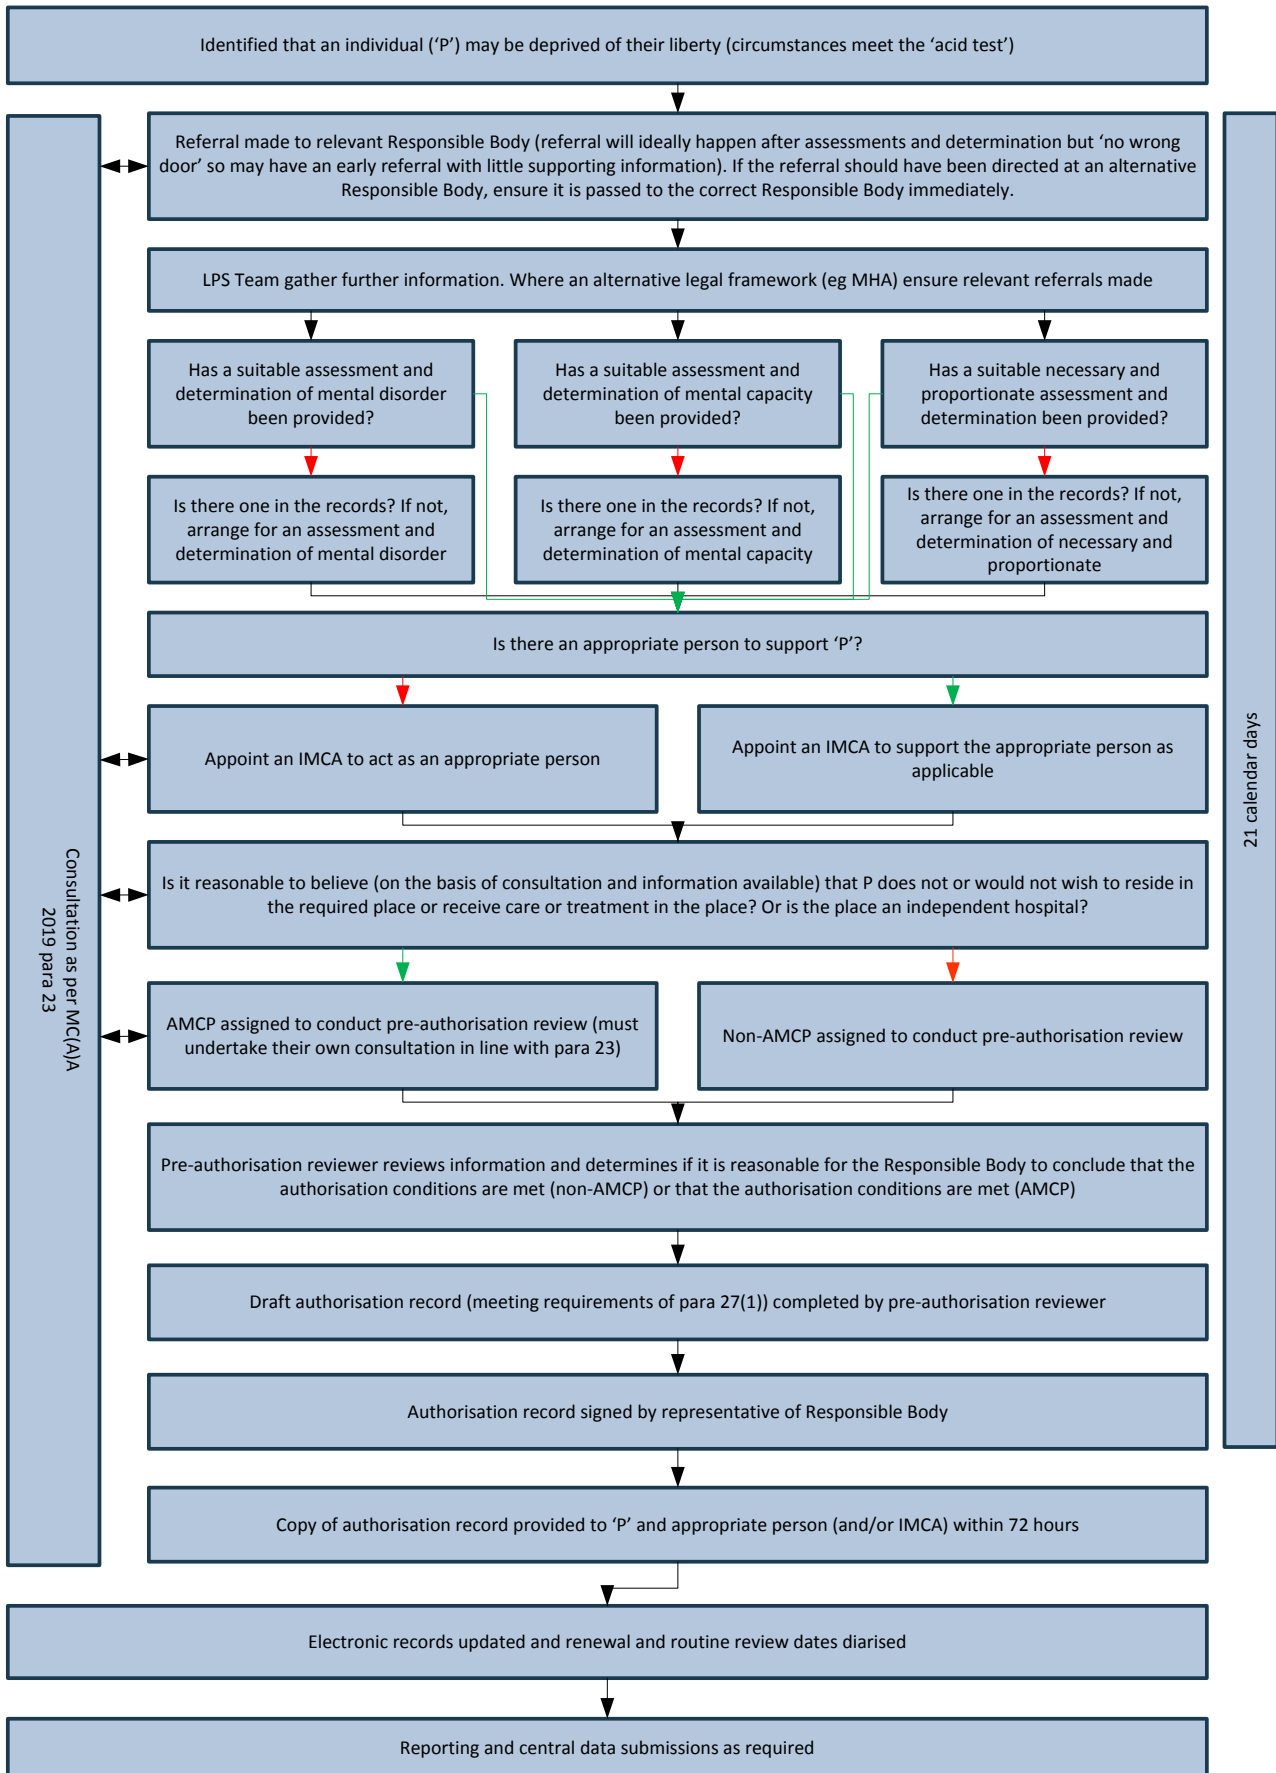 Identified that an individual (‘P’) may be deprived of their liberty (circumstances meet the ‘acid test’)
Referral made to relevant Responsible Body (referral will ideally happen after assessments and determination but ‘no wrong
door’ so may have an early referral with little supporting information). If the referral should have been directed at an alternative
Responsible Body, ensure it is passed to the correct Responsible Body immediately.
LPS Team gather further information. Where an alternative legal framework (eg MHA) ensure relevant referrals made
Has a suitable assessment and
determination of mental disorder
been provided?
Has a suitable assessment and
determination of mental capacity
been provided?
Has a suitable necessary and
proportionate assessment and
determination been provided?
Is there one in the records? If not,
arrange for an assessment and
determination of mental disorder
Is there one in the records? If not,
arrange for an assessment and
determination of mental capacity
Is there one in the records? If not,
arrange for an assessment and
determination of necessary and
proportionate
Is there an appropriate person to support ‘P’?
Appoint an IMCA to act as an appropriate person
Appoint an IMCA to support the appropriate person as
applicable
Is it reasonable to believe (on the basis of consultation and information available) that P does not or would not wish to reside in
the required place or receive care or treatment in the place? Or is the place an independent hospital?
AMCP assigned to conduct pre-authorisation review (must
undertake their own consultation in line with para 23)
Non-AMCP assigned to conduct pre-authorisation review
Pre-authorisation reviewer reviews information and determines if it is reasonable for the Responsible Body to conclude that the
authorisation conditions are met (non-AMCP) or that the authorisation conditions are met (AMCP)
Draft authorisation record (meeting requirements of para 27(1)) completed by pre-authorisation reviewer
Authorisation record signed by representative of Responsible Body
Copy of authorisation record provided to ‘P’ and appropriate person (and/or IMCA) within 72 hours
Electronic records updated and renewal and routine review dates diarised
Reporting and central data submissions as required
Consultation as per MC(A)A
2019 para 23
21 calendar days